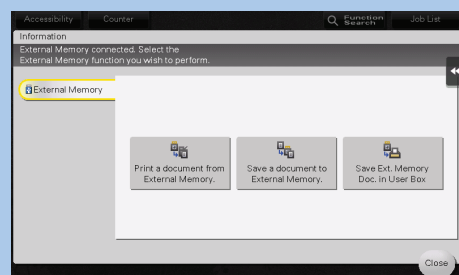 Accessibility
Counter
Function
Search
Job List
Information
External Memory connected. Select the
External Memory function you wish to perform.
External Memory
Print a document from
External Memory.
Save a document to
External Memory.
Save Ext. Memory
Doc. in User Box
Close